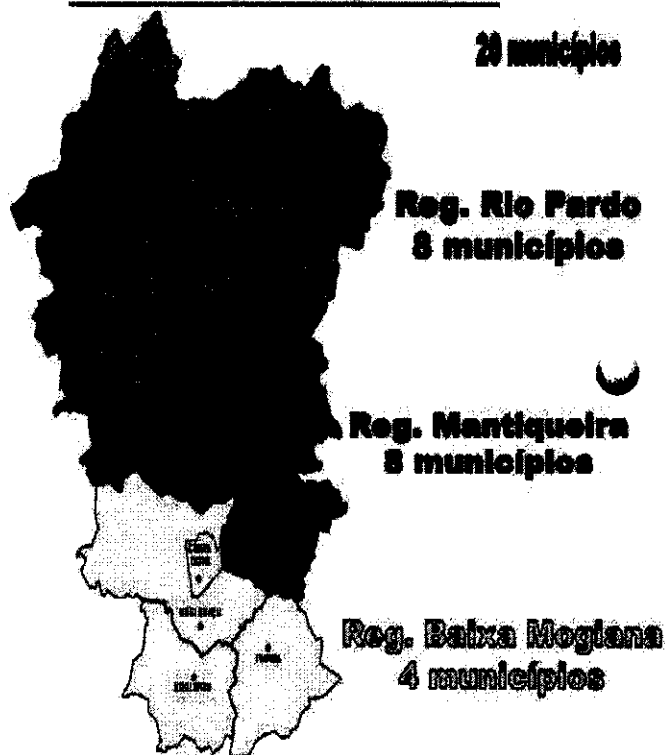 20 municípios
Reg. Rio Pardo
8 municípios
Reg. Mantiqueira
8 municípios
Reg. Baixa Mogiana
4 municípios